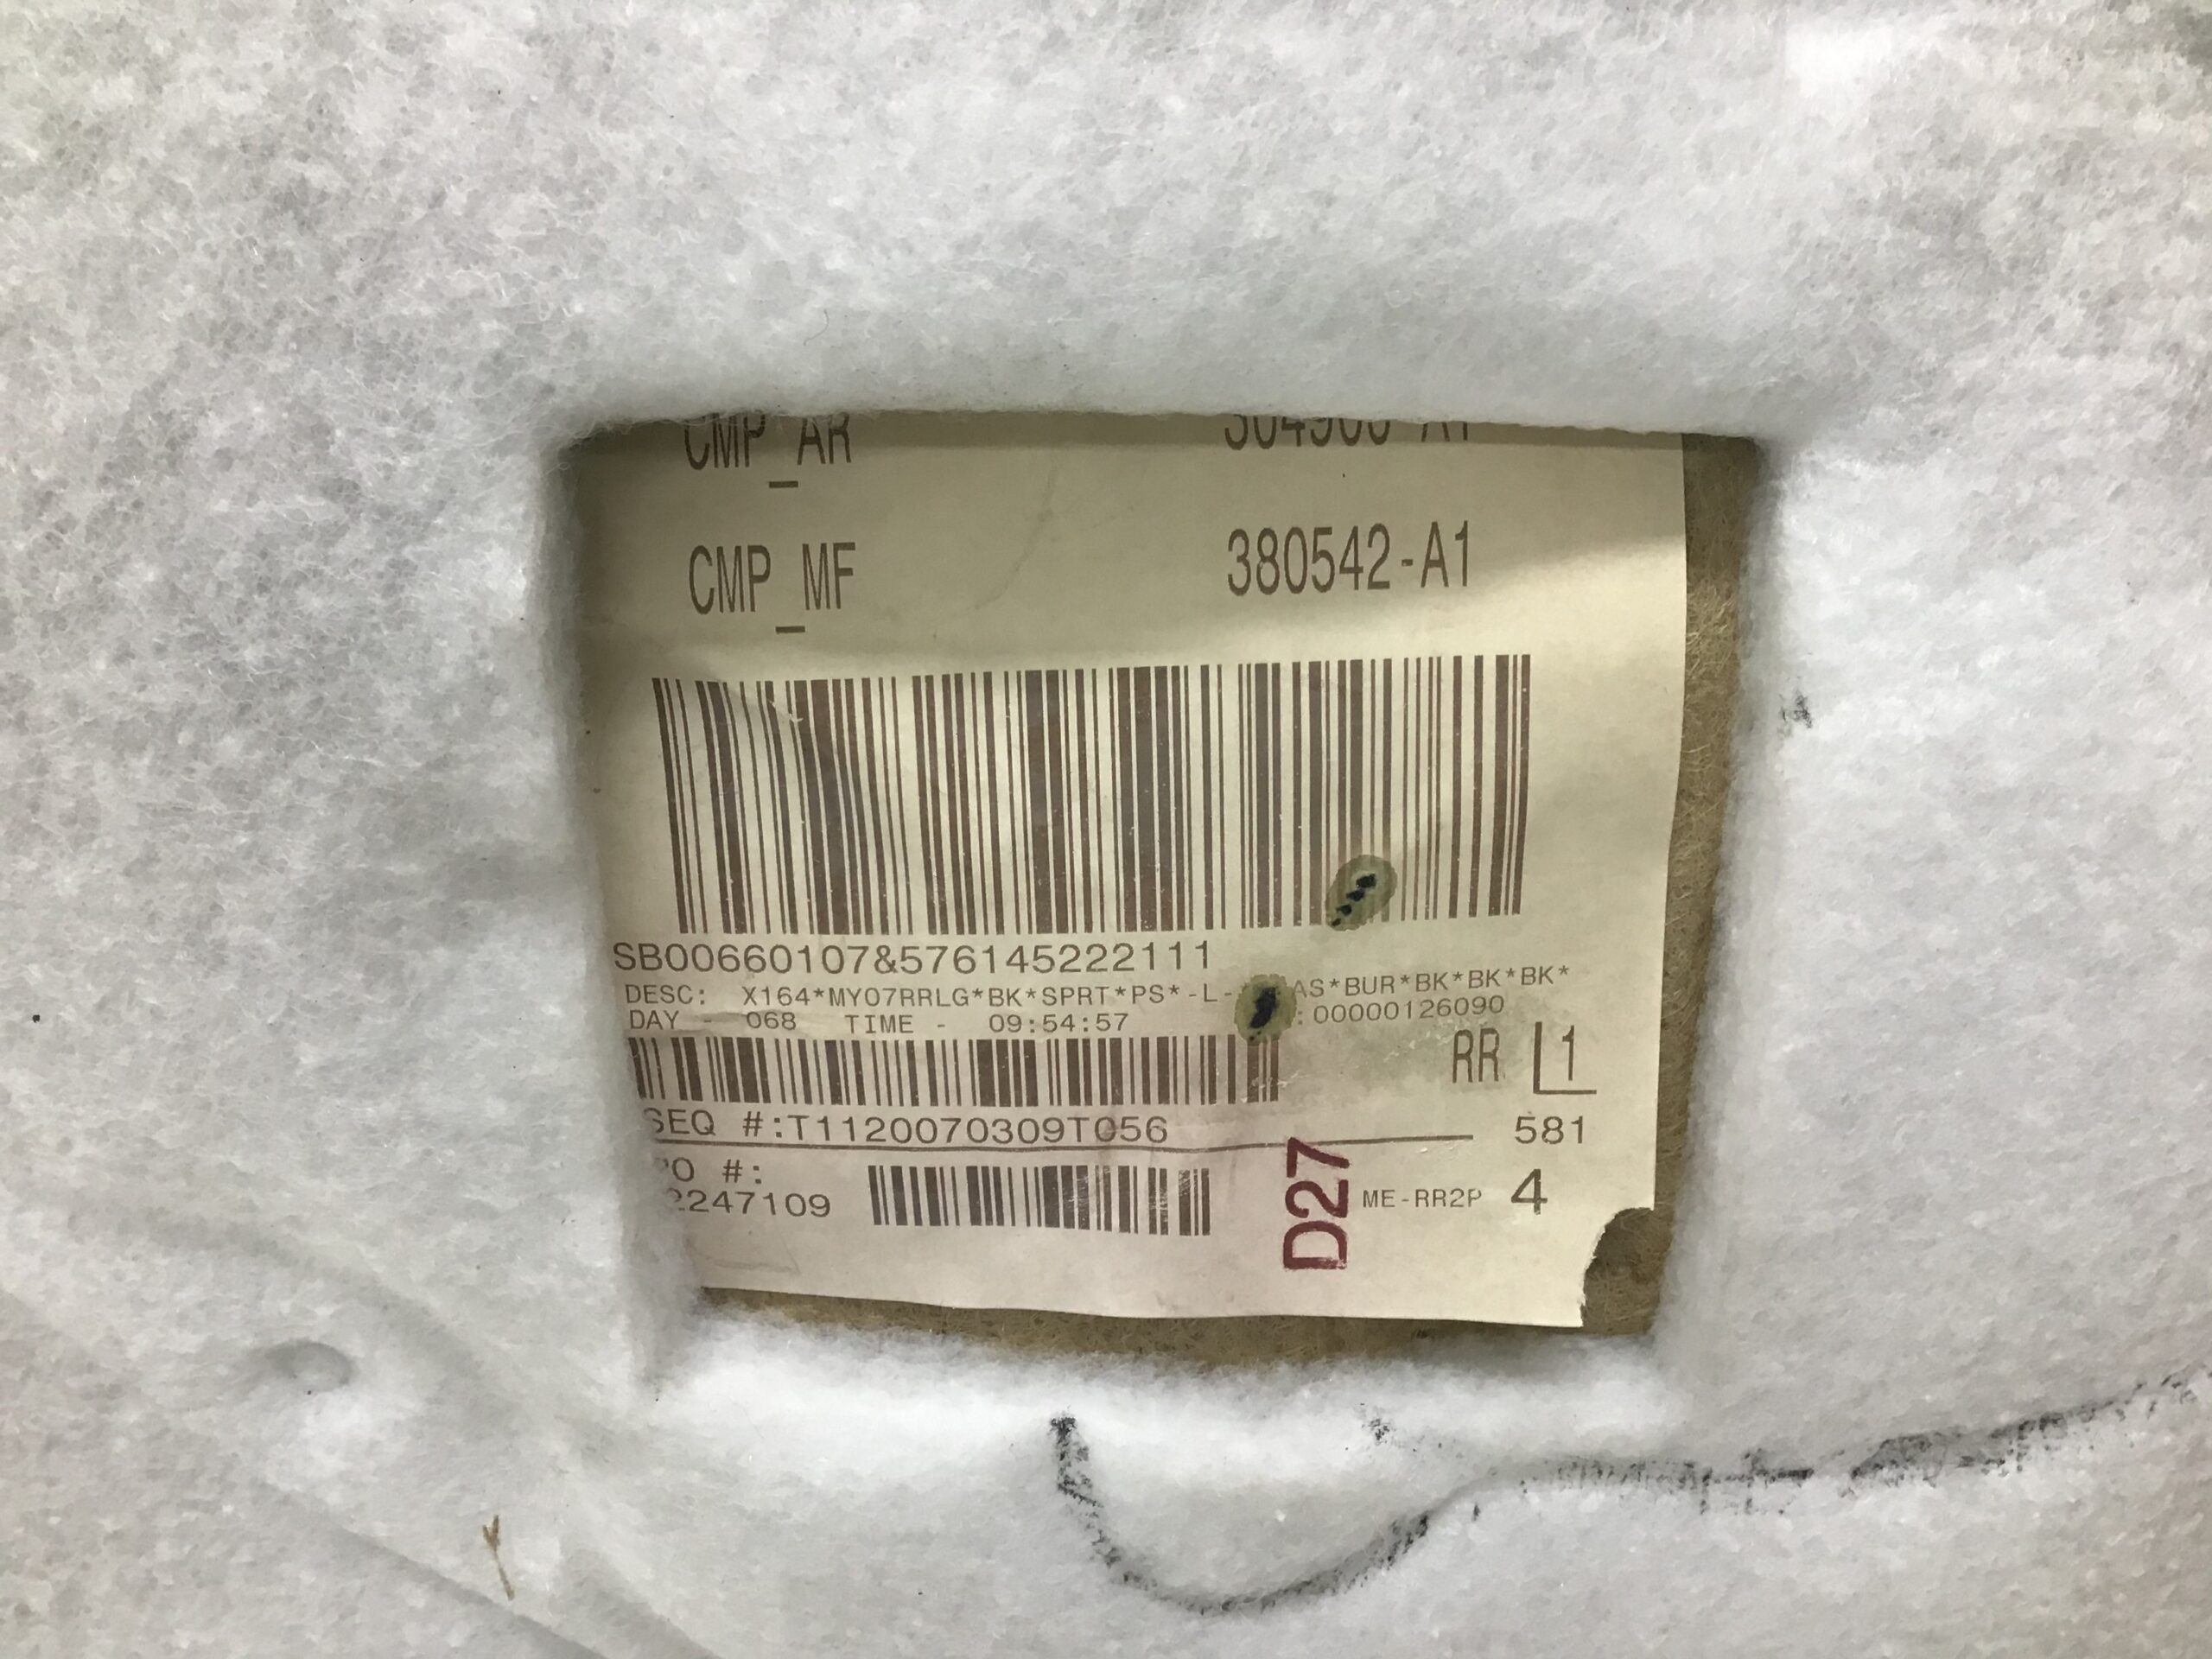 CMP_AR
CMP_MF 380542-A1
SB00660107&576145222111
DESC: X164*MY07RRLG*BK*SPRT*PS*-L- AS*BUR*BK*BK*BK*
DAY - 068 TIME - 09:54:57 :00000126090
RR L1
SEQ #:T1120070309T056 581
O #:
2247109 D27 ME-RR2P 4